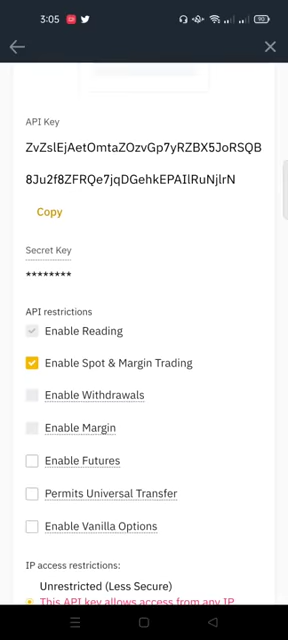 3:05
90
API Key
ZvZslEjAetOmtaZOzvGp7yRZBX5JoRSQB
8Ju2f8ZFRQe7jqDGehkEPAIlRuNjlrN
Copy
Secret Key
********
API restrictions
Enable Reading
Enable Spot & Margin Trading
Enable Withdrawals
Enable Margin
Enable Futures
Permits Universal Transfer
Enable Vanilla Options
IP access restrictions:
Unrestricted (Less Secure)
This API key allows access from any IP